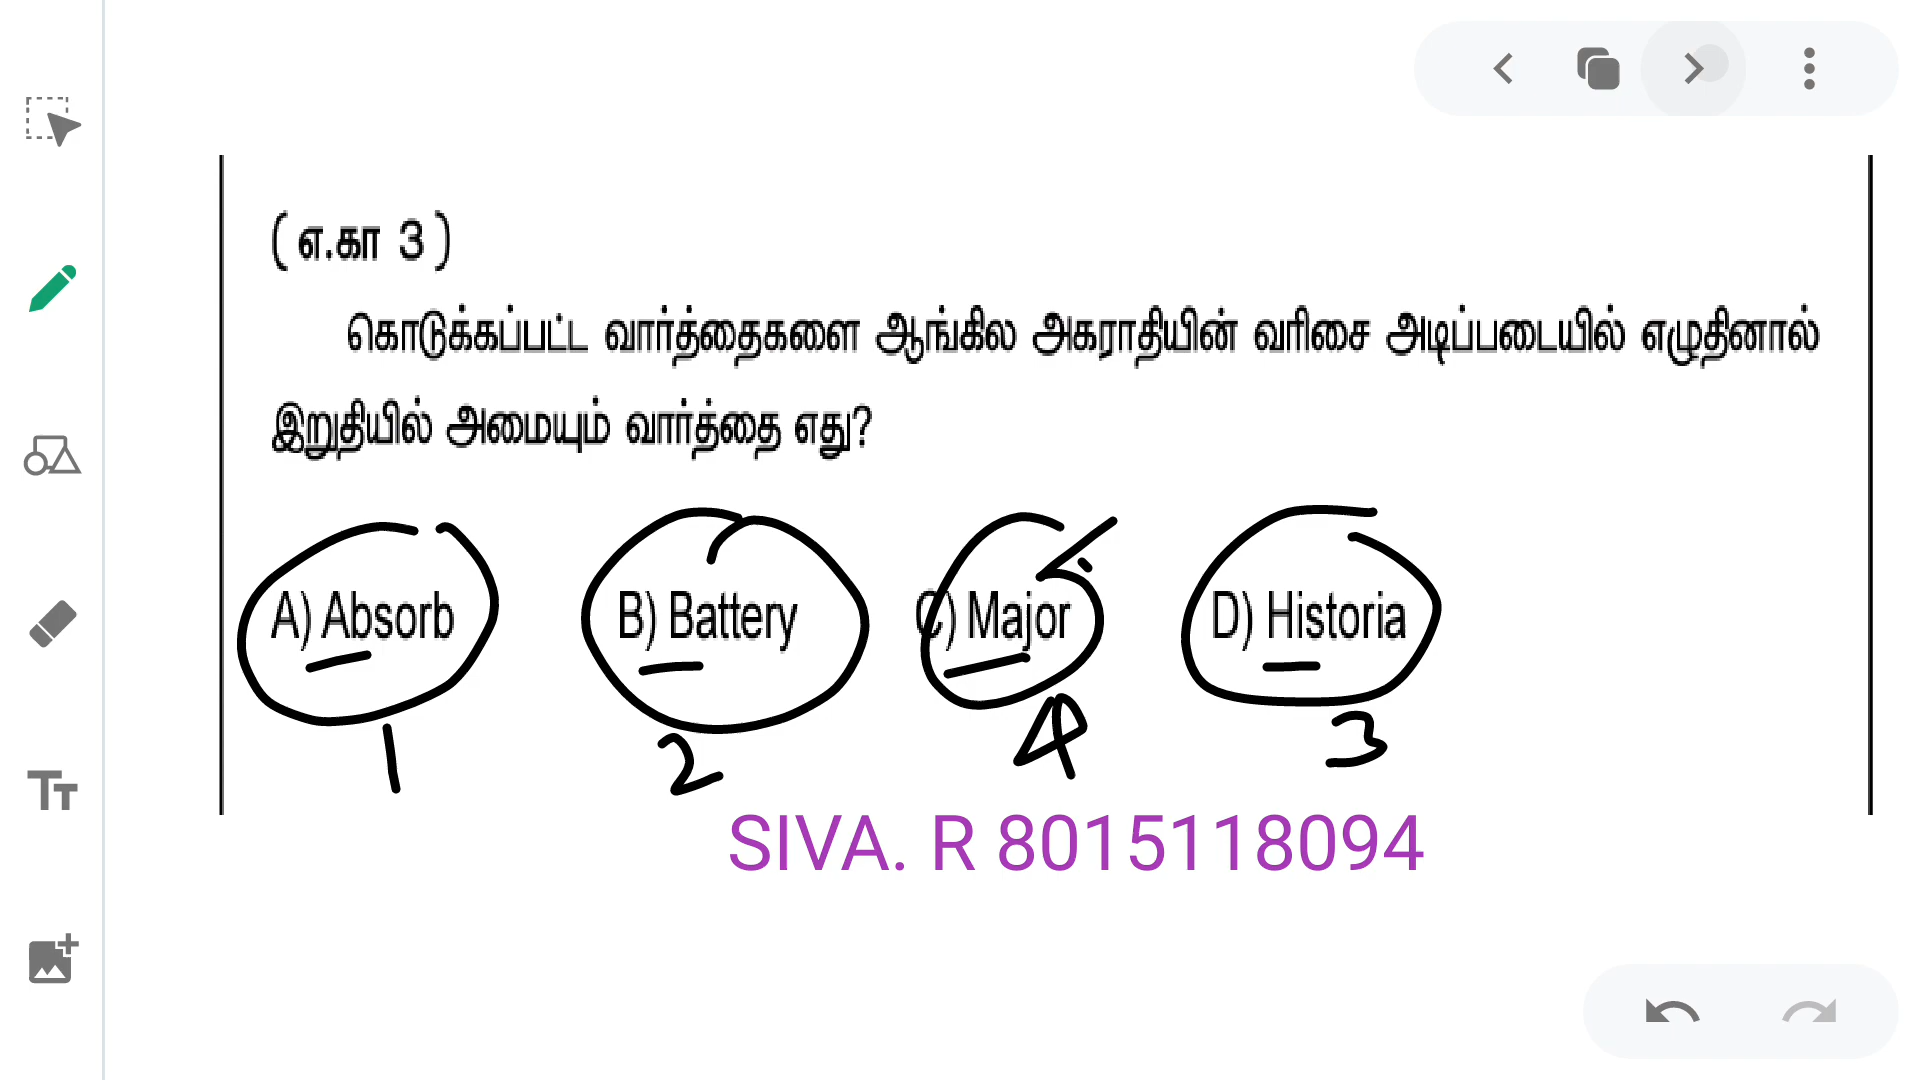 ( எ.கா 3 )
கொடுக்கப்பட்ட வார்த்தைகளை ஆங்கில அகராதியின் வரிசை அடிப்படையில் எழுதினால்
இறுதியில் அமையும் வார்த்தை எது?
A) Absorb B) Battery C) Major D) Historia
1 2 4 3
SIVA. R 8015118094